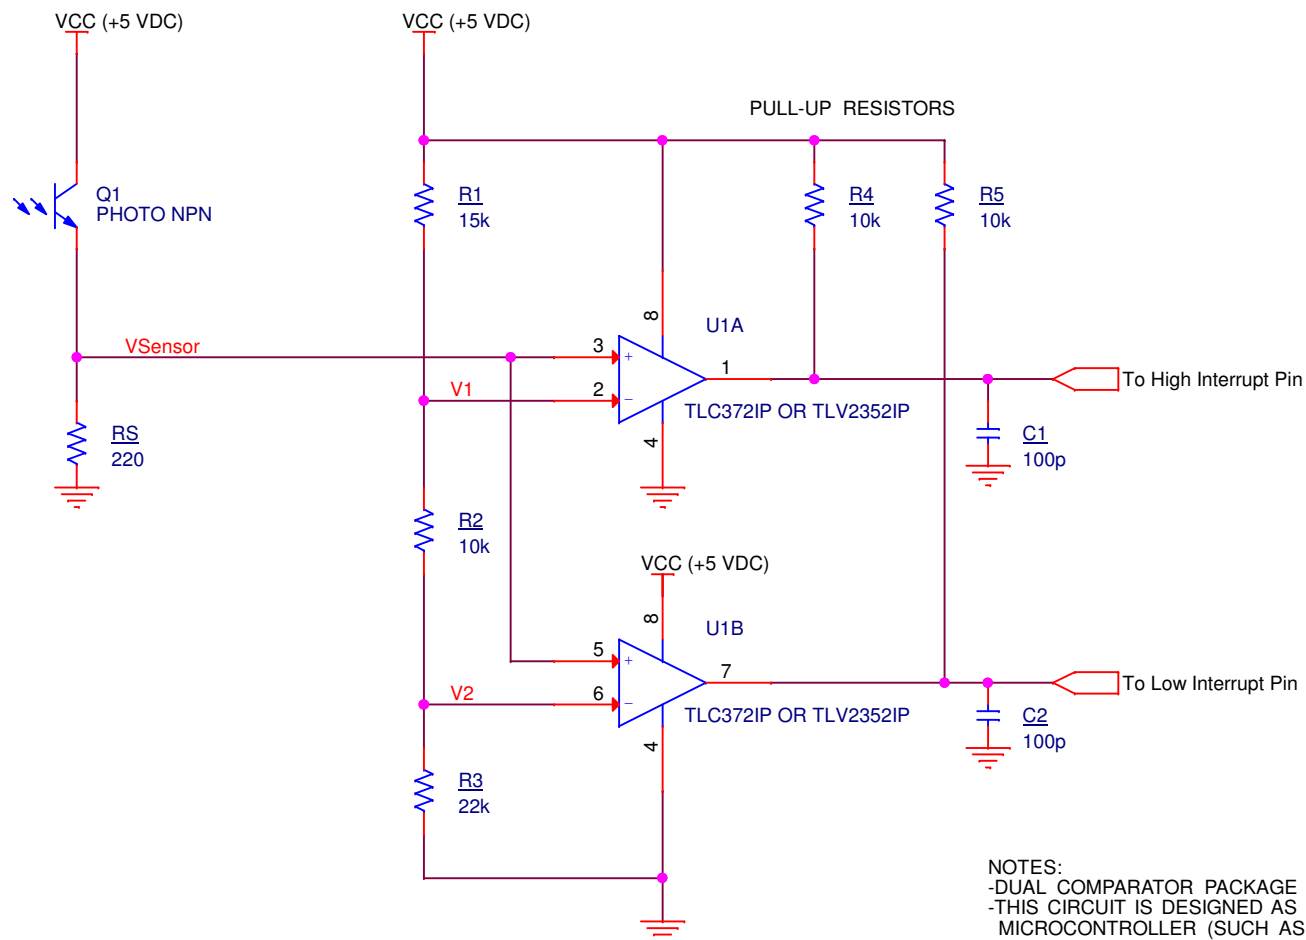 VCC (+5 VDC)
VCC (+5 VDC)
PULL-UP RESISTORS
Q1
PHOTO NPN
R1
15k
R4
10k
R5
10k
8
U1A
VSensor
3
+
1
V1
2
−
To High Interrupt Pin
TLC372IP OR TLV2352IP
4
RS
220
C1
100p
R2
10k
VCC (+5 VDC)
8
U1B
5
+
7
V2
6
−
To Low Interrupt Pin
TLC372IP OR TLV2352IP
4
C2
100p
R3
22k
NOTES:
-DUAL COMPARATOR PACKAGE
-THIS CIRCUIT IS DESIGNED AS
MICROCONTROLLER (SUCH AS